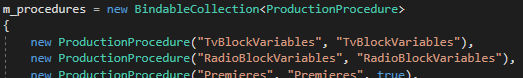 m_procedures = new BindableCollection<ProductionProcedure>
{
new ProductionProcedure("TvBlockVariables", "TvBlockVariables"),
new ProductionProcedure("RadioBlockVariables", "RadioBlockVariables"),
new ProductionProcedure("Premieres", "Premieres", true),